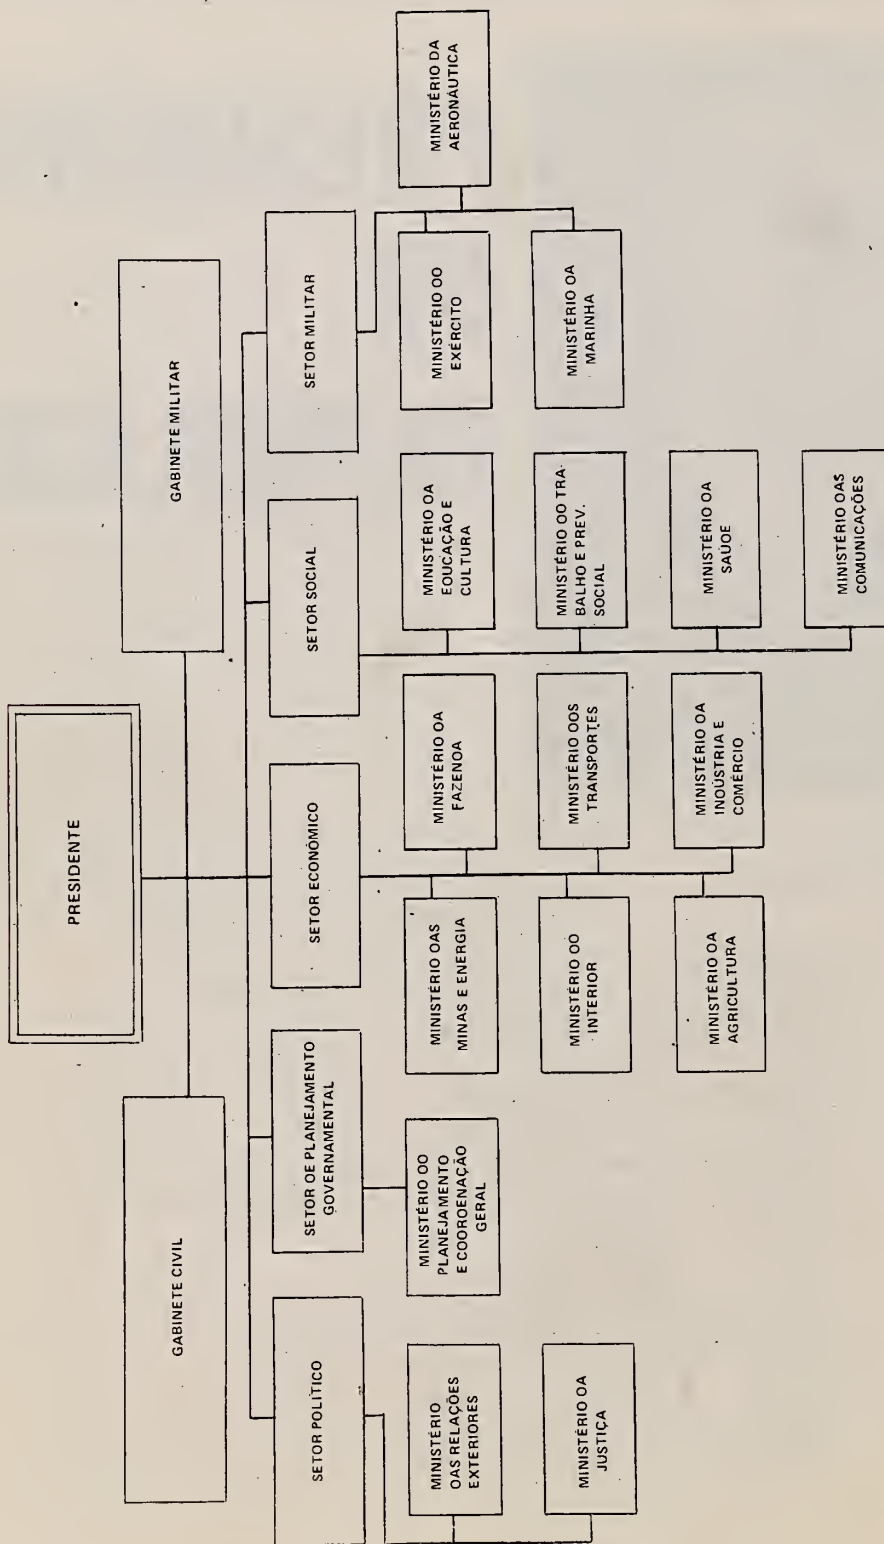 PRESIDENTE
GABINETE CIVIL
GABINETE MILITAR
SETOR POLÍTICO
SETOR OE PLANEJAMENTO
GOVERNAMENTAL
SETOR ECONÓMICO
SETOR SOCIAL
SETOR MILITAR
MINISTÉRIO
OAS RELAÇÕES
EXTERIORES
MINISTÉRIO OA
JUSTIÇA
MINISTÉRIO OO
PLANEJAMENTO
E COOROENAÇÃO
GERAL
MINISTÉRIO OAS
MINAS E ENERGIA
MINISTÉRIO OO
INTERIOR
MINISTÉRIO OA
AGRICULTURA
MINISTÉRIO OA
FAZENOA
MINISTÉRIO OOS
TRANSPORTES
MINISTÉRIO OA
INOÚSTRIA E
COMÉRCIO
MINISTÉRIO OA
EOUCAÇÃO E
CULTURA
MINISTÉRIO OO TRA-
BALHO E PREV.
SOCIAL
MINISTÉRIO OA
SAÚOE
MINISTÉRIO OAS
COMUNICAÇÕES
MINISTÉRIO OO
EXÉRCITO
MINISTÉRIO OA
MARINHA
MINISTÉRIO DA
AERONÁUTICA